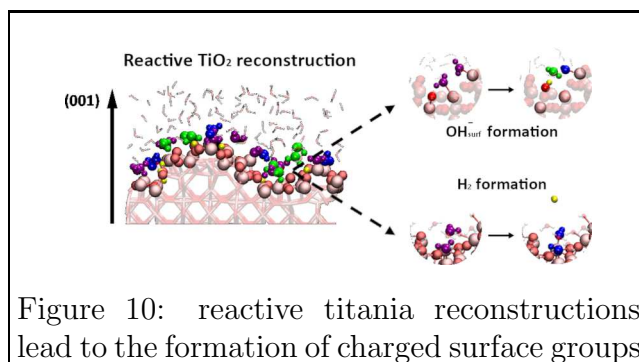 Reactive TiO₂ reconstruction
(001)
OH⁻surf formation
H₂ formation
Figure 10: reactive titania reconstructions
lead to the formation of charged surface groups